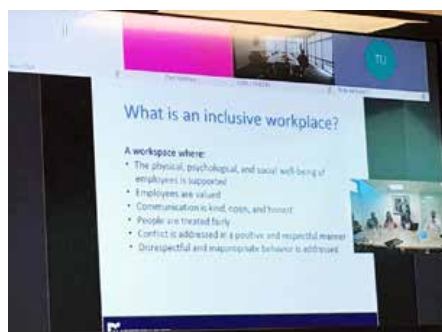 TU
What is an inclusive workplace?
A workspace where:
• The physical, psychological, and social well-being of
employees is supported
• Employees are valued
• Communication is kind, open, and honest
• People are treated fairly
• Conflict is addressed in a positive and respectful manner
• Disrespectful and inappropriate behavior is addressed